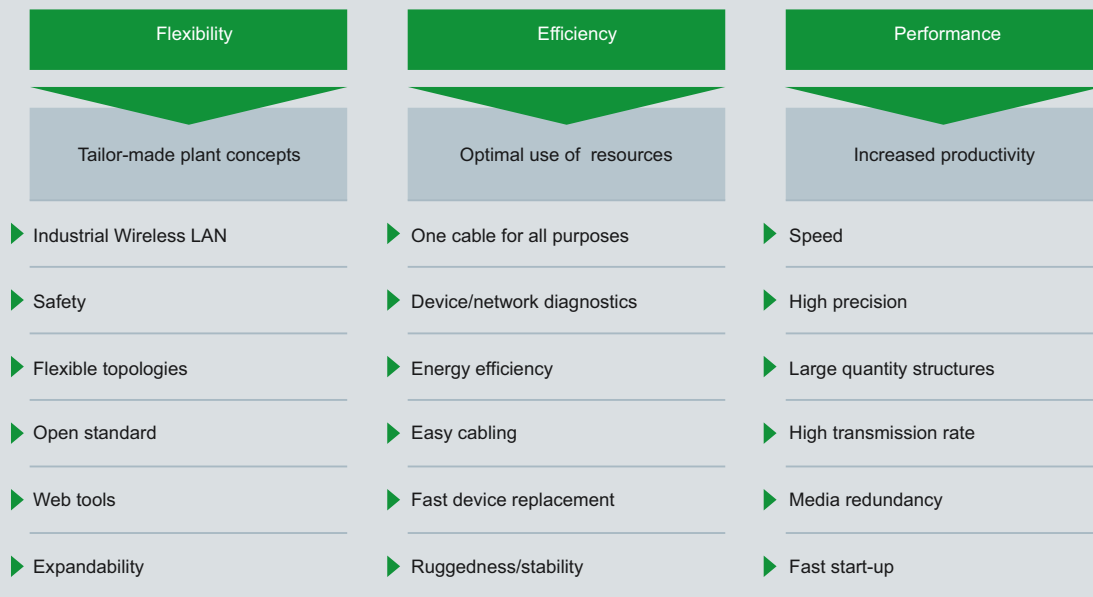 Flexibility
Tailor-made plant concepts
Industrial Wireless LAN
Safety
Flexible topologies
Open standard
Web tools
Expandability
Efficiency
Optimal use of resources
One cable for all purposes
Device/network diagnostics
Energy efficiency
Easy cabling
Fast device replacement
Ruggedness/stability
Performance
Increased productivity
Speed
High precision
Large quantity structures
High transmission rate
Media redundancy
Fast start-up